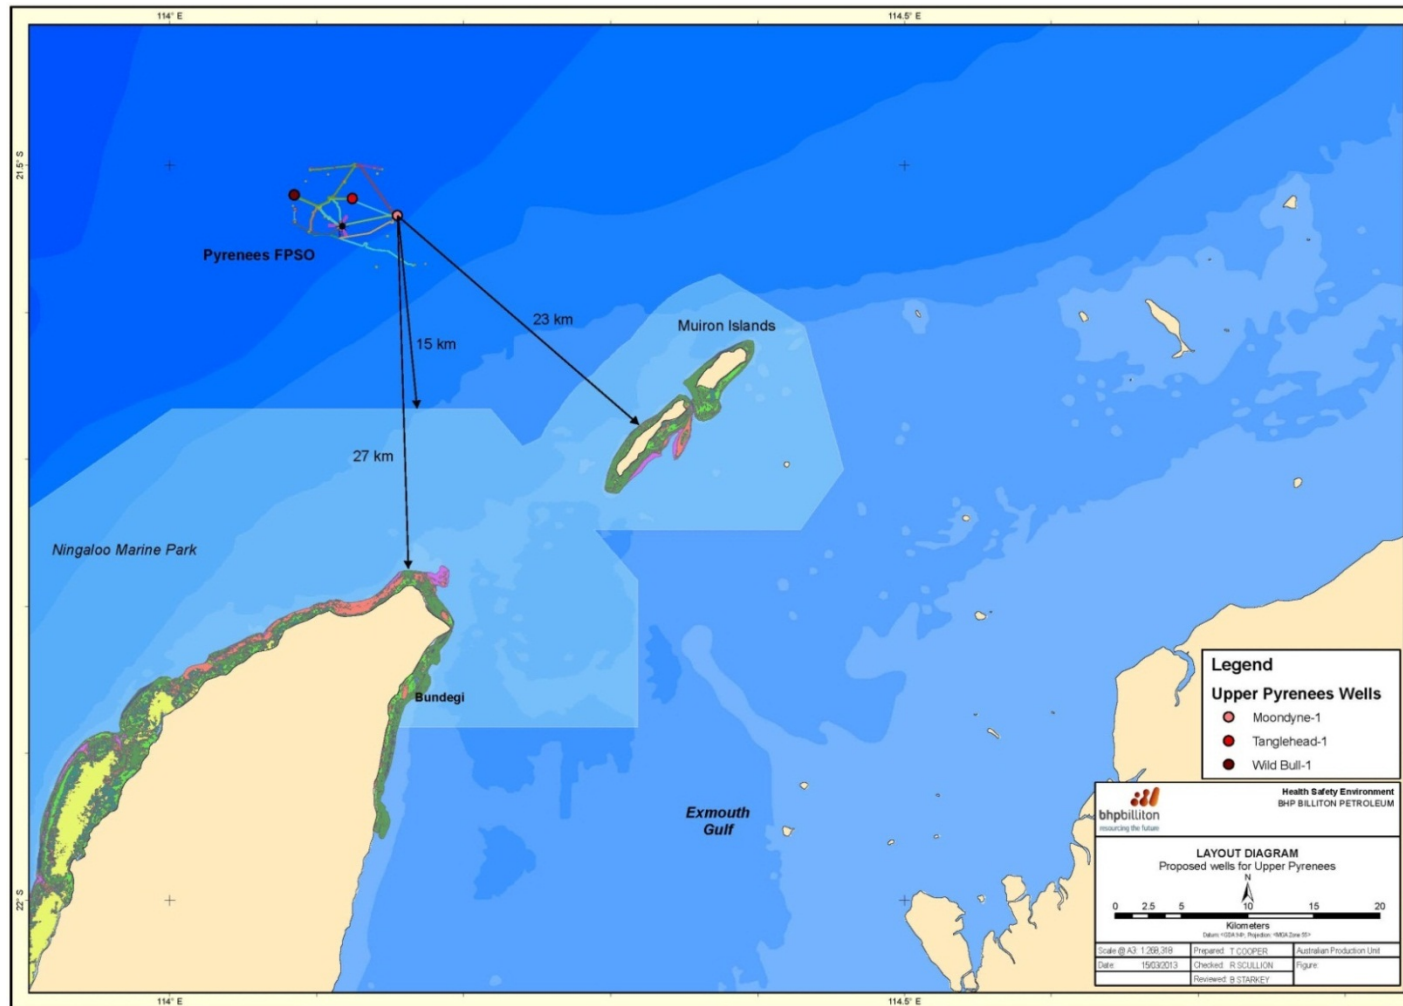 114° E
114.5° E
21.5° S
Pyrenees FPSO
23 km
Muiron Islands
15 km
27 km
Ningaloo Marine Park
Bundegi
Exmouth
Gulf
22° S
Legend
Upper Pyrenees Wells
Moondyne-1
Tanglehead-1
Wild Bull-1
bhpbilliton
resourcing the future
Health Safety Environment
BHP BILLITON PETROLEUM
LAYOUT DIAGRAM
Proposed wells for Upper Pyrenees
N
0 2.5 5 10 15 20
Kilometers
Scale @ A3: 1:268,318 Prepared: T COOPER Australian Production Unit
Date: 15/03/2013 Checked: R SCULLION Figure:
Reviewed: B STARKEY
114° E
114.5° E